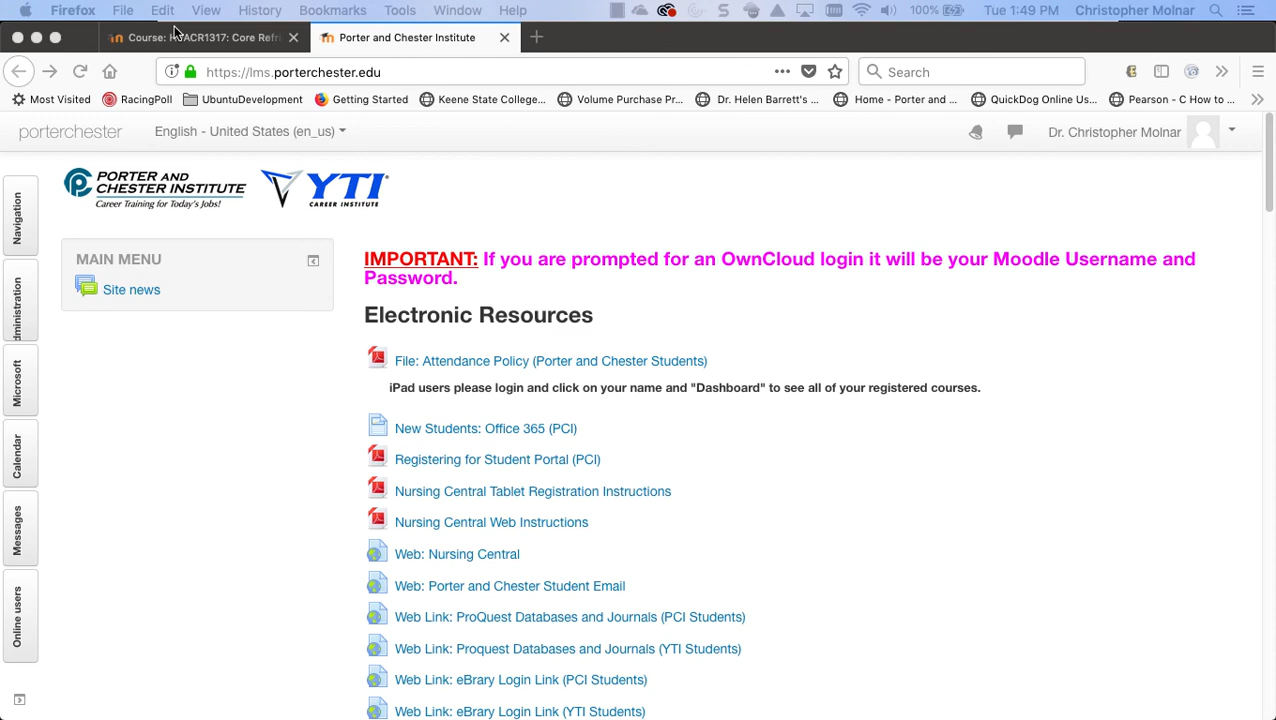 Firefox File Edit View History Bookmarks Tools Window Help 100% Tue 1:49 PM Christopher Molnar
Course: Core Refri Porter and Chester Institute
https://lms.porterchester.edu Search
Most Visited RacingPoll UbuntuDevelopment Getting Started Keene State College... Volume Purchase Pr... Dr. Helen Barrett's ... Home - Porter and ... QuickDog Online Us... Pearson - C How to ...
porterchester English - United States (en_us) Dr. Christopher Molnar
PORTER AND
CHESTER INSTITUTE
Career Training for Today's Jobs!
YTI
CAREER INSTITUTE
Navigation
dministration
Microsoft
Calendar
Messages
Online users
MAIN MENU
Site news
IMPORTANT: If you are prompted for an OwnCloud login it will be your Moodle Username and
Password.
Electronic Resources
File: Attendance Policy (Porter and Chester Students)
iPad users please login and click on your name and "Dashboard" to see all of your registered courses.
New Students: Office 365 (PCI)
Registering for Student Portal (PCI)
Nursing Central Tablet Registration Instructions
Nursing Central Web Instructions
Web: Nursing Central
Web: Porter and Chester Student Email
Web Link: ProQuest Databases and Journals (PCI Students)
Web Link: Proquest Databases and Journals (YTI Students)
Web Link: eBrary Login Link (PCI Students)
Web Link: eBrary Login Link (YTI Students)